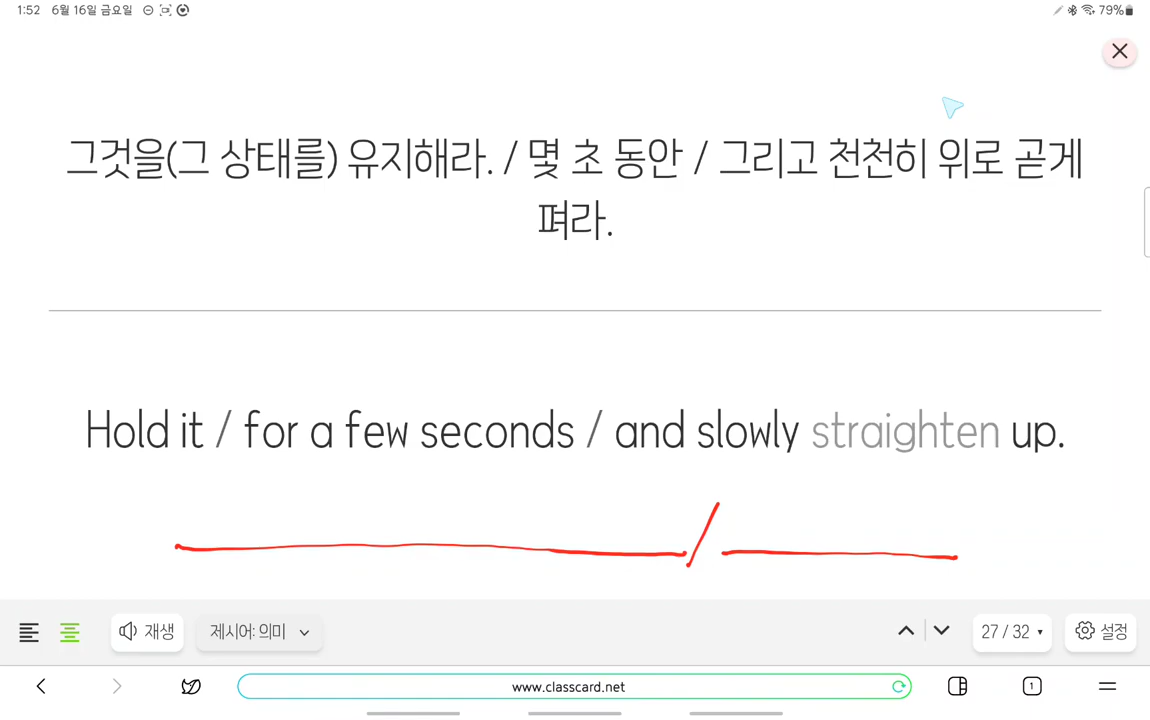 1:52 6월 16일 금요일 79%
그것을(그 상태를) 유지해라. / 몇 초 동안 / 그리고 천천히 위로 곧게
펴라.
Hold it / for a few seconds / and slowly straighten up.
재생 제시어: 의미 27 / 32 설정
www.classcard.net 1